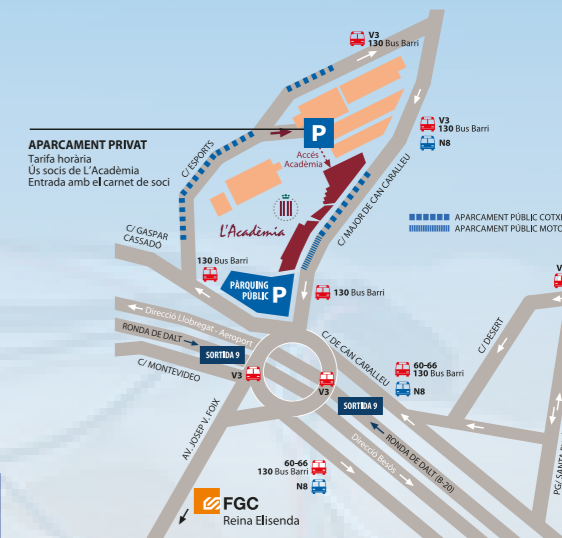 V3
130 Bus Barri
V3
130 Bus Barri
N8
P
APARCAMENT PRIVAT
Tarifa horària
Ús socis de L'Acadèmia
Entrada amb el carnet de soci
C/ ESPORTS
Accés
Acadèmia
L'Acadèmia
C/ MAJOR DE CAN CARALLEU
APARCAMENT PÚBLIC COTX
APARCAMENT PÚBLIC MOTO
C/ GASPAR
CASSADÓ
130 Bus Barri
PÀRQUING
PÚBLIC P
130 Bus Barri
V
Direcció Llobregat - Aeroport
RONDA DE DALT
SORTIDA 9
C/ MONTEVIDEO
V3
V3
C/ DE CAN CARALLEU
60-66
130 Bus Barri
N8
C/ DESERT
SORTIDA 9
AV. JOSEP V. FOIX
Direcció Besòs
RONDA DE DALT (B-20)
PG/ SANTA
60-66
130 Bus Barri
N8
FGC
Reina Elisenda